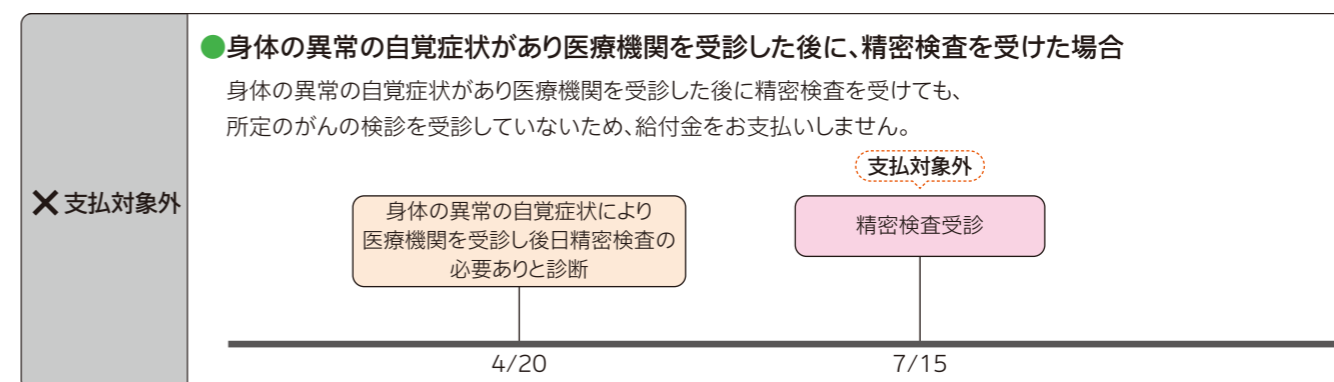 ●身体の異常の自覚症状があり医療機関を受診した後に、精密検査を受けた場合
身体の異常の自覚症状があり医療機関を受診した後に精密検査を受けても、
所定のがんの検診を受診していないため、給付金をお支払いしません。
✕支払対象外
支払対象外
身体の異常の自覚症状により
医療機関を受診し後日精密検査の
必要ありと診断
精密検査受診
4/20
7/15